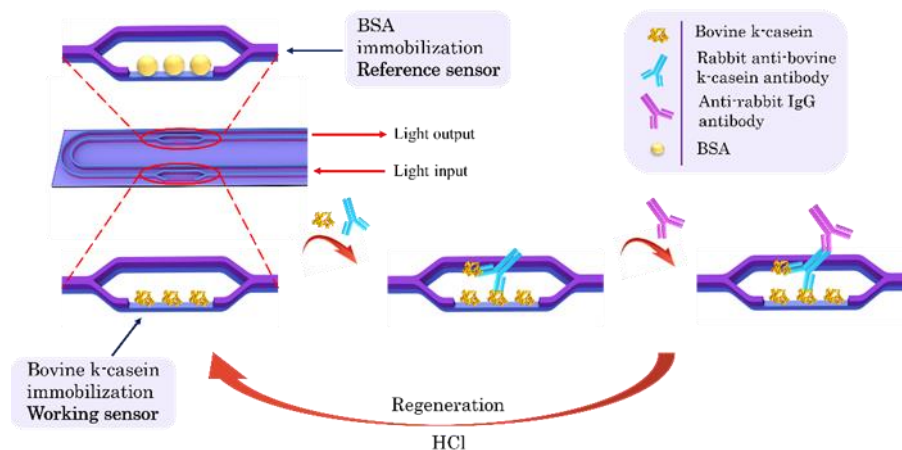 BSA
immobilization
Reference sensor
Light output
Light input
Bovine k-casein
Rabbit anti-bovine
k-casein antibody
Anti-rabbit IgG
antibody
BSA
Bovine k-casein
immobilization
Working sensor
Regeneration
HCl